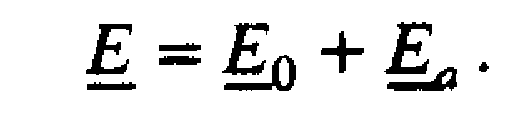 E = E₀ + Eₐ.